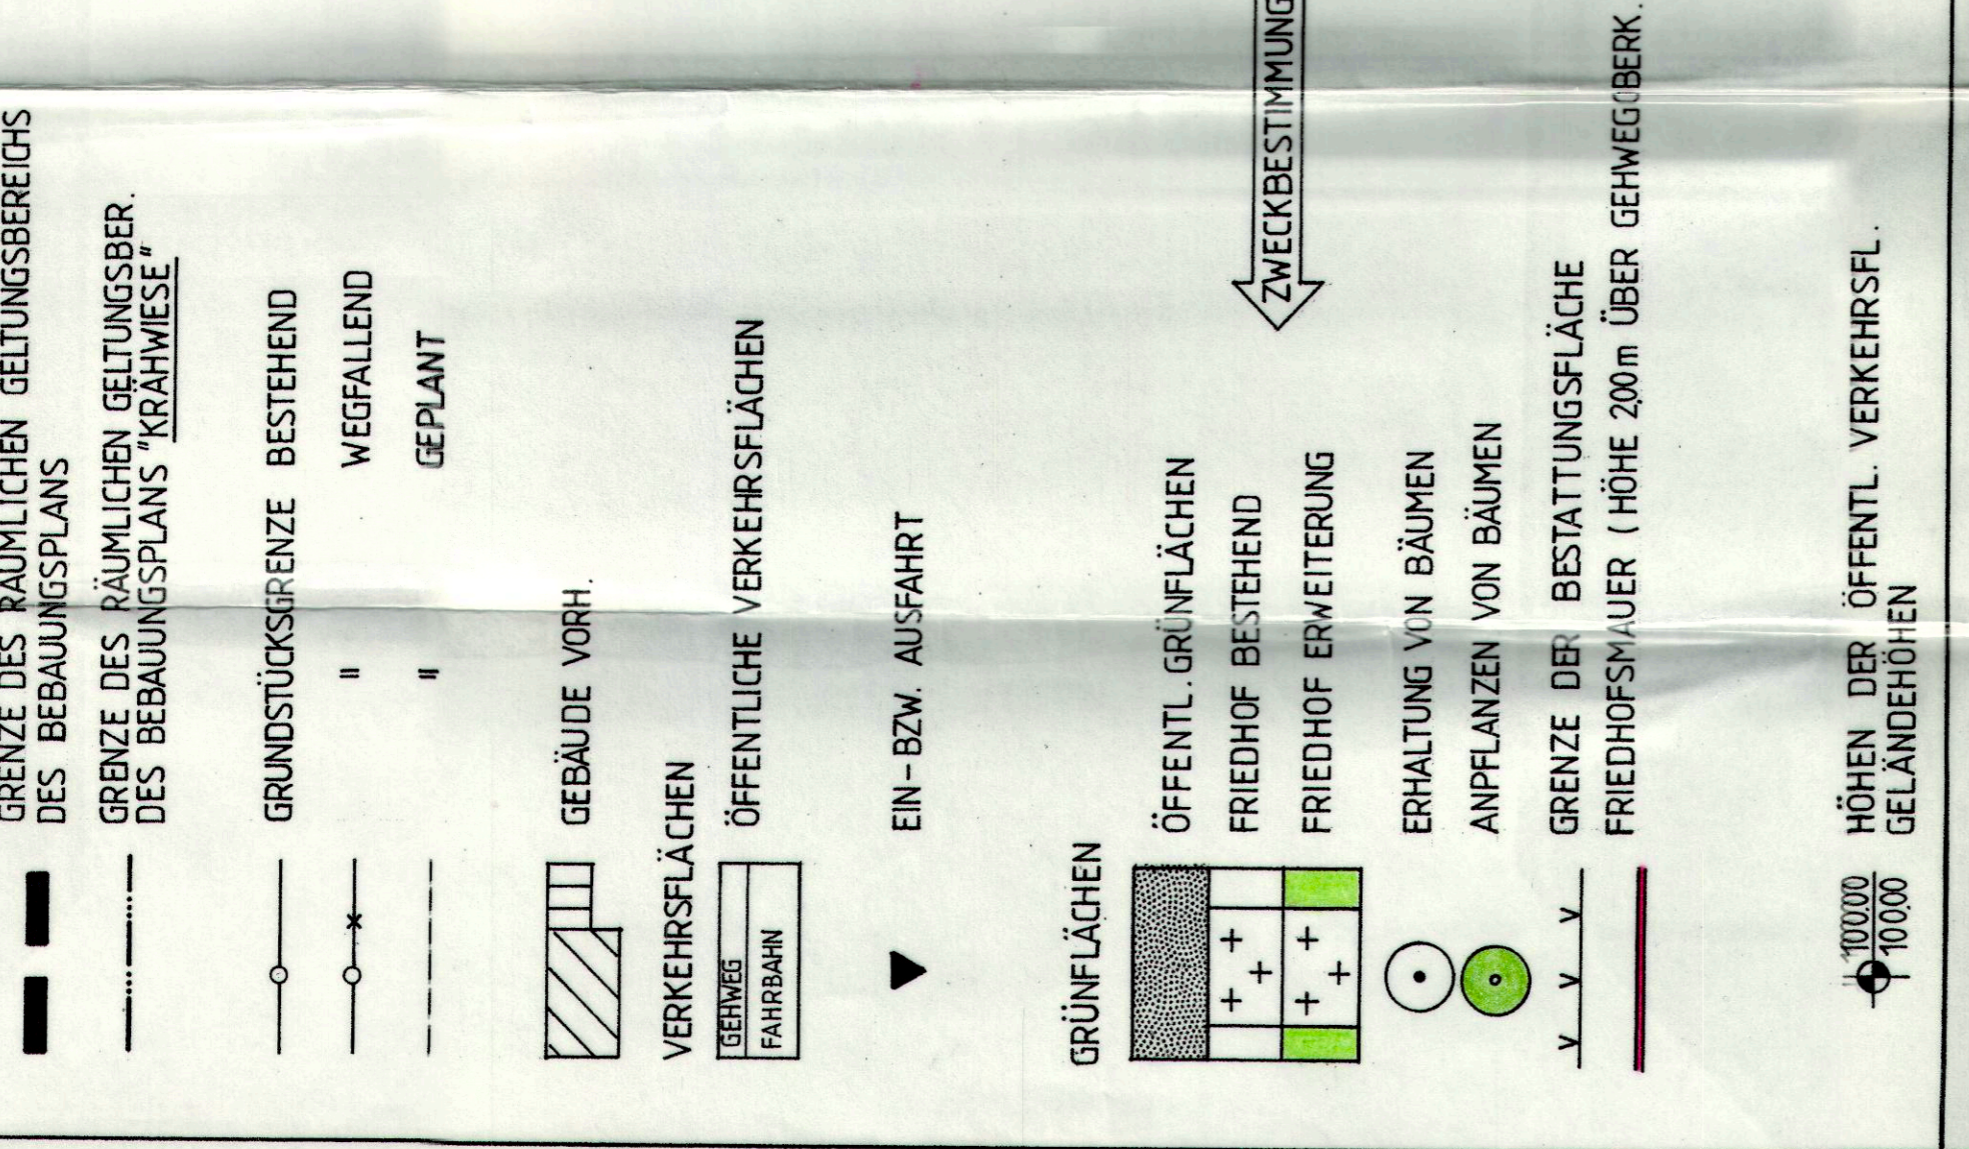 GRENZE DES RÄUMLICHEN GELTUNGSBEREICHS
DES BEBAUUNGSPLANS
GRENZE DES RÄUMLICHEN GELTUNGSBER.
DES BEBAUUNGSPLANS "KRÄHWIESE"
GRUNDSTÜCKSGRENZE BESTEHEND
" WEGFALLEND
" GEPLANT
GEBÄUDE VORH.
VERKEHRSFLÄCHEN
GEHWEG
FAHRBAHN
ÖFFENTLICHE VERKEHRSFLÄCHEN
EIN-BZW. AUSFAHRT
GRÜNFLÄCHEN
ÖFFENTL. GRÜNFLÄCHEN
FRIEDHOF BESTEHEND
ZWECKBESTIMMUNG
FRIEDHOF ERWEITERUNG
ERHALTUNG VON BÄUMEN
ANPFLANZEN VON BÄUMEN
GRENZE DER BESTATTUNGSFLÄCHE
FRIEDHOFSMAUER (HÖHE 2,00m ÜBER GEHWEGOBERK.
100,00
100,00
HÖHEN DER ÖFFENTL. VERKEHRSFL.
GELÄNDEHÖHEN